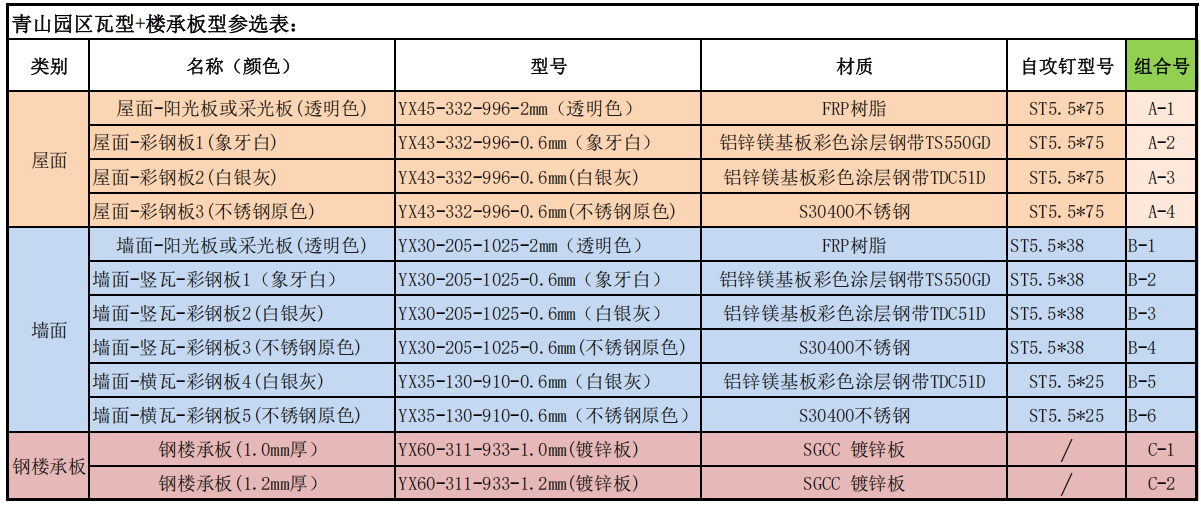 青山园区瓦型+楼承板型参选表：
类别 名称（颜色） 型号 材质 自攻钉型号 组合号
屋面
屋面-阳光板或采光板(透明色) YX45-332-996-2mm（透明色） FRP树脂 ST5.5*75 A-1
屋面-彩钢板1(象牙白) YX43-332-996-0.6mm（象牙白） 铝锌镁基板彩色涂层钢带TS550GD ST5.5*75 A-2
屋面-彩钢板2(白银灰) YX43-332-996-0.6mm(白银灰) 铝锌镁基板彩色涂层钢带TDC51D ST5.5*75 A-3
屋面-彩钢板3(不锈钢原色) YX43-332-996-0.6mm(不锈钢原色) S30400不锈钢 ST5.5*75 A-4
墙面
墙面-阳光板或采光板(透明色) YX30-205-1025-2mm（透明色） FRP树脂 ST5.5*38 B-1
墙面-竖瓦-彩钢板1（象牙白） YX30-205-1025-0.6mm（象牙白） 铝锌镁基板彩色涂层钢带TS550GD ST5.5*38 B-2
墙面-竖瓦-彩钢板2(白银灰) YX30-205-1025-0.6mm（白银灰） 铝锌镁基板彩色涂层钢带TDC51D ST5.5*38 B-3
墙面-竖瓦-彩钢板3(不锈钢原色) YX30-205-1025-0.6mm(不锈钢原色) S30400不锈钢 ST5.5*38 B-4
墙面-横瓦-彩钢板4(白银灰) YX35-130-910-0.6mm（白银灰） 铝锌镁基板彩色涂层钢带TDC51D ST5.5*25 B-5
墙面-横瓦-彩钢板5(不锈钢原色) YX35-130-910-0.6mm（不锈钢原色） S30400不锈钢 ST5.5*25 B-6
钢楼承板
钢楼承板(1.0mm厚） YX60-311-933-1.0mm(镀锌板) SGCC 镀锌板 / C-1
钢楼承板(1.2mm厚） YX60-311-933-1.2mm(镀锌板) SGCC 镀锌板 / C-2